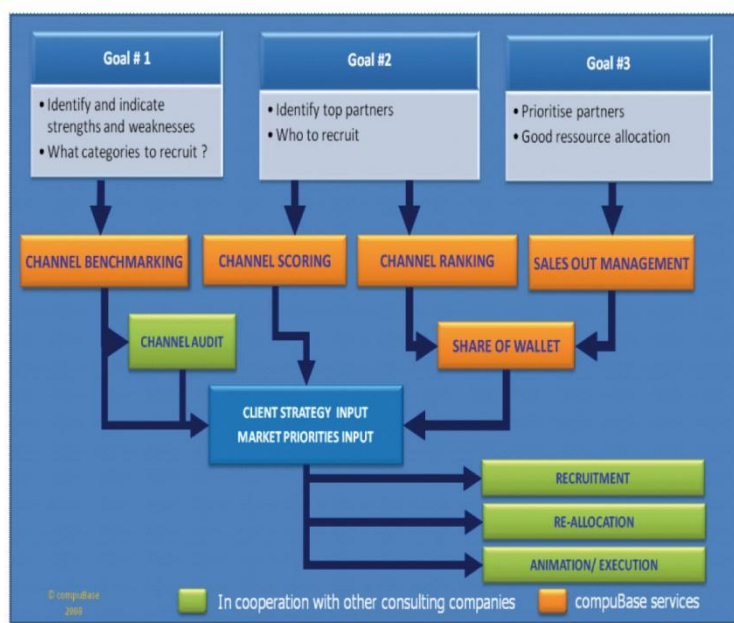 Goal # 1
• Identify and indicate
strengths and weaknesses
• What categories to recruit ?
Goal #2
• Identify top partners
• Who to recruit
Goal #3
• Prioritise partners
• Good ressource allocation
CHANNEL BENCHMARKING
CHANNEL SCORING
CHANNEL RANKING
SALES OUT MANAGEMENT
CHANNEL AUDIT
SHARE OF WALLET
CLIENT STRATEGY INPUT
MARKET PRIORITIES INPUT
RECRUITMENT
RE-ALLOCATION
ANIMATION/ EXECUTION
© compuBase
2008
In cooperation with other consulting companies
compuBase services